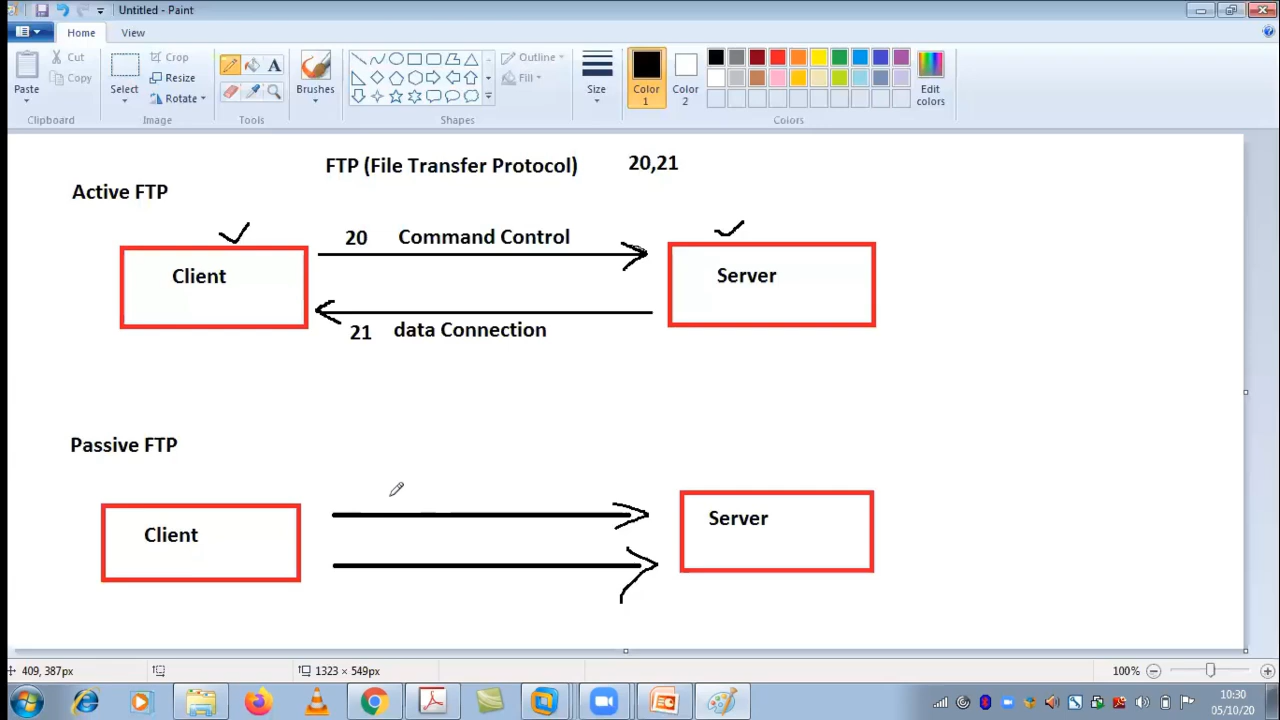 Untitled - Paint
Home
View
Paste
Cut
Copy
Clipboard
Select
Crop
Resize
Rotate
Image
Tools
Brushes
Shapes
Outline
Fill
Size
Color 1
Color 2
Edit colors
Colors
FTP (File Transfer Protocol) 20,21
Active FTP
20 Command Control
Client
Server
21 data Connection
Passive FTP
Client
Server
409, 387px
1323 × 549px
100%
10:30
05/10/20